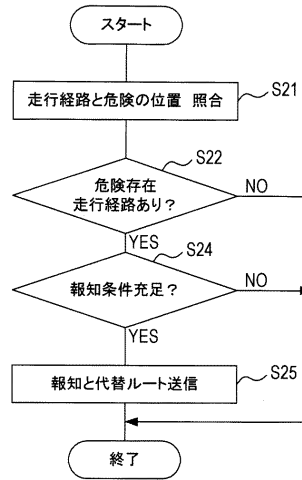 スタート
走行経路と危険の位置 照合
S21
S22
危険存在
走行経路あり?
NO
YES
S24
報知条件充足?
NO
YES
報知と代替ルート送信
S25
終了